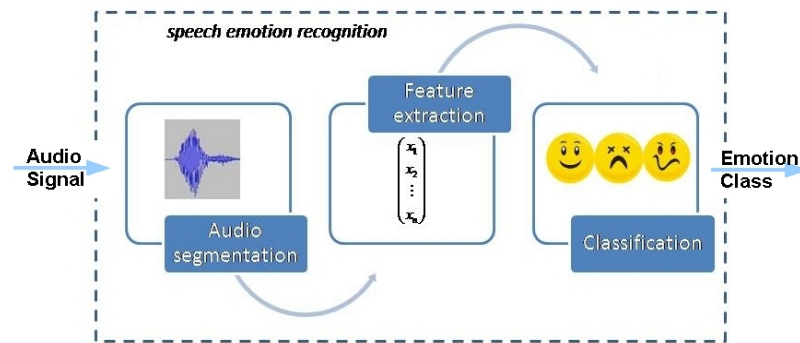 speech emotion recognition
Audio
Signal
Audio
segmentation
Feature
extraction
x₁
x₂
⋮
xₙ
Classification
Emotion
Class